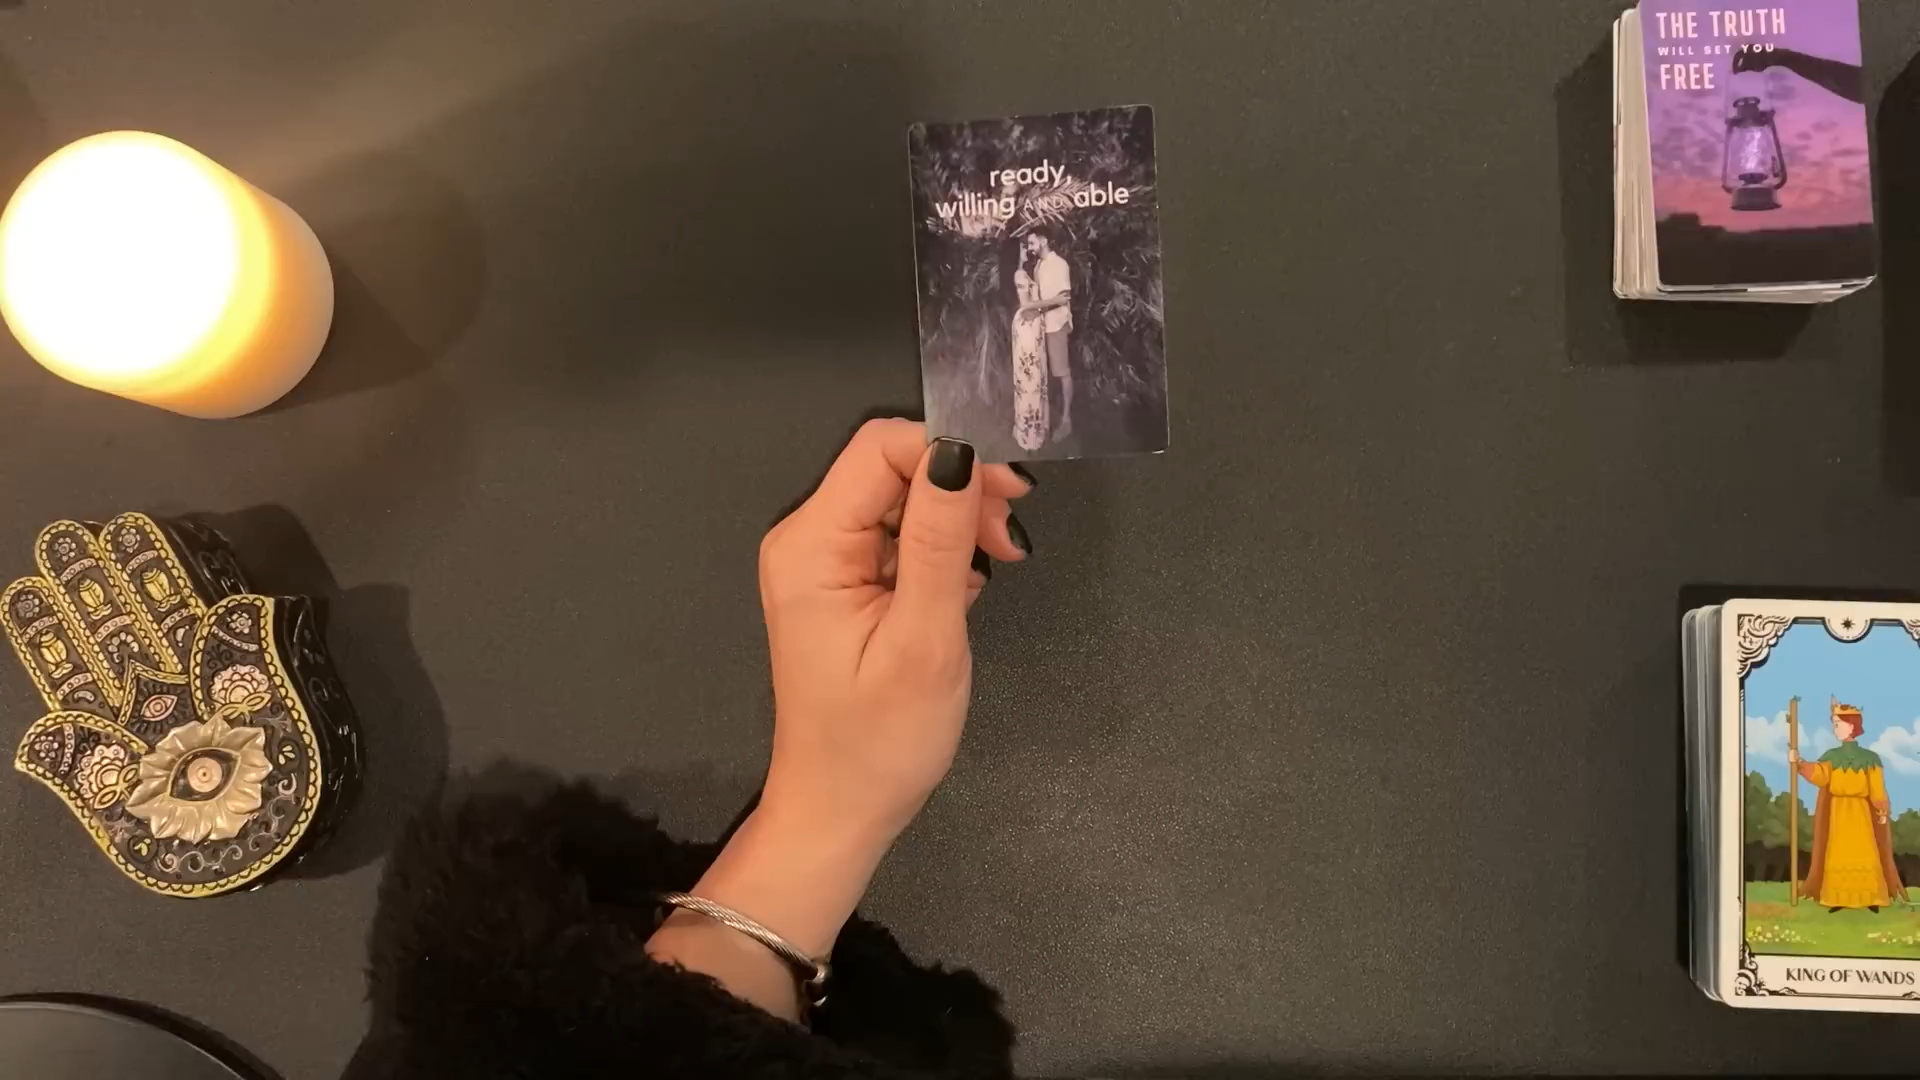 ready,
willing AND able
THE TRUTH
WILL SET YOU
FREE
KING OF WANDS